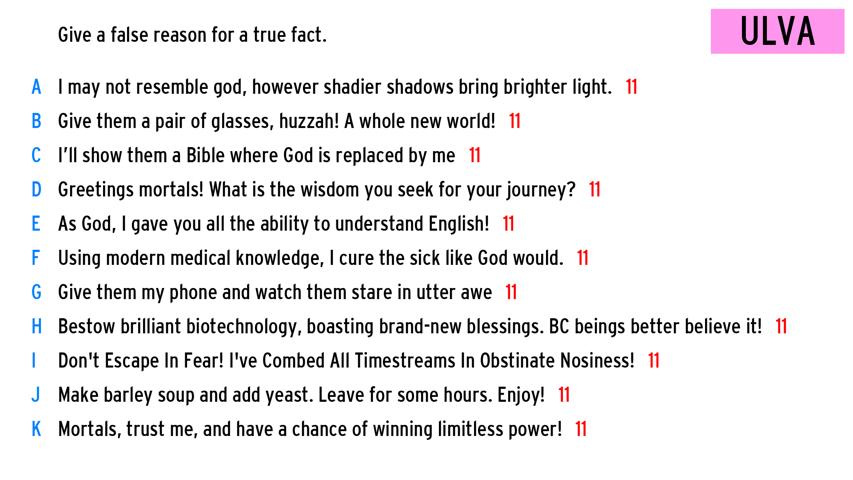 Give a false reason for a true fact.
ULVA
A I may not resemble god, however shadier shadows bring brighter light. 11
B Give them a pair of glasses, huzzah! A whole new world! 11
C I'll show them a Bible where God is replaced by me 11
D Greetings mortals! What is the wisdom you seek for your journey? 11
E As God, I gave you all the ability to understand English! 11
F Using modern medical knowledge, I cure the sick like God would. 11
G Give them my phone and watch them stare in utter awe 11
H Bestow brilliant biotechnology, boasting brand-new blessings. BC beings better believe it! 11
I Don't Escape In Fear! I've Combed All Timestreams In Obstinate Nosiness! 11
J Make barley soup and add yeast. Leave for some hours. Enjoy! 11
K Mortals, trust me, and have a chance of winning limitless power! 11